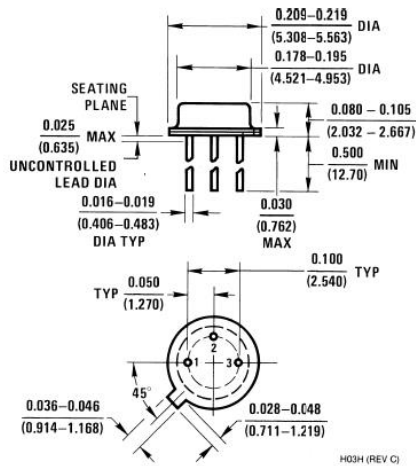 0.209–0.219 DIA
(5.308-5.563)
0.178-0.195 DIA
(4.521-4.953)
SEATING
PLANE
0.025 MAX
(0.635)
0.080 – 0.105
(2.032 – 2.667)
UNCONTROLLED
LEAD DIA
0.500 MIN
(12.70)
0.016–0.019
(0.406-0.483)
DIA TYP
0.030
(0.762)
MAX
0.100 TYP
(2.540)
TYP 0.050
(1.270)
2
1
3
45°
0.036–0.046
(0.914-1.168)
0.028–0.048
(0.711-1.219)
H03H (REV C)